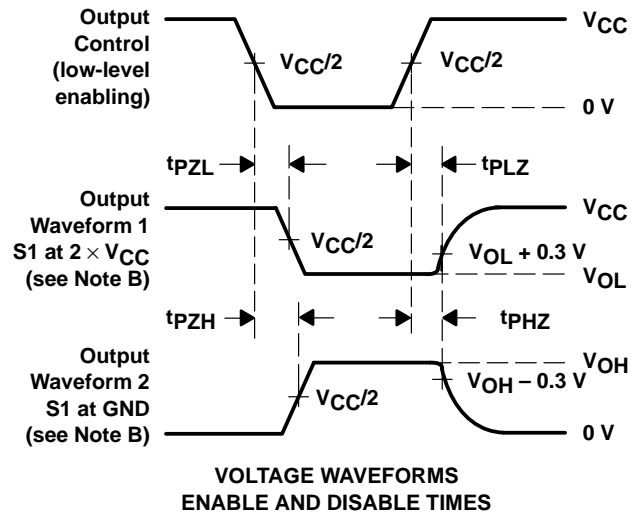 Output
Control
(low-level
enabling)
VCC
VCC/2
VCC/2
0 V
tPZL
tPLZ
Output
Waveform 1
S1 at 2 × VCC
(see Note B)
VCC
VCC/2
VOL + 0.3 V
VOL
tPZH
tPHZ
Output
Waveform 2
S1 at GND
(see Note B)
VOH
VOH − 0.3 V
VCC/2
0 V
VOLTAGE WAVEFORMS
ENABLE AND DISABLE TIMES